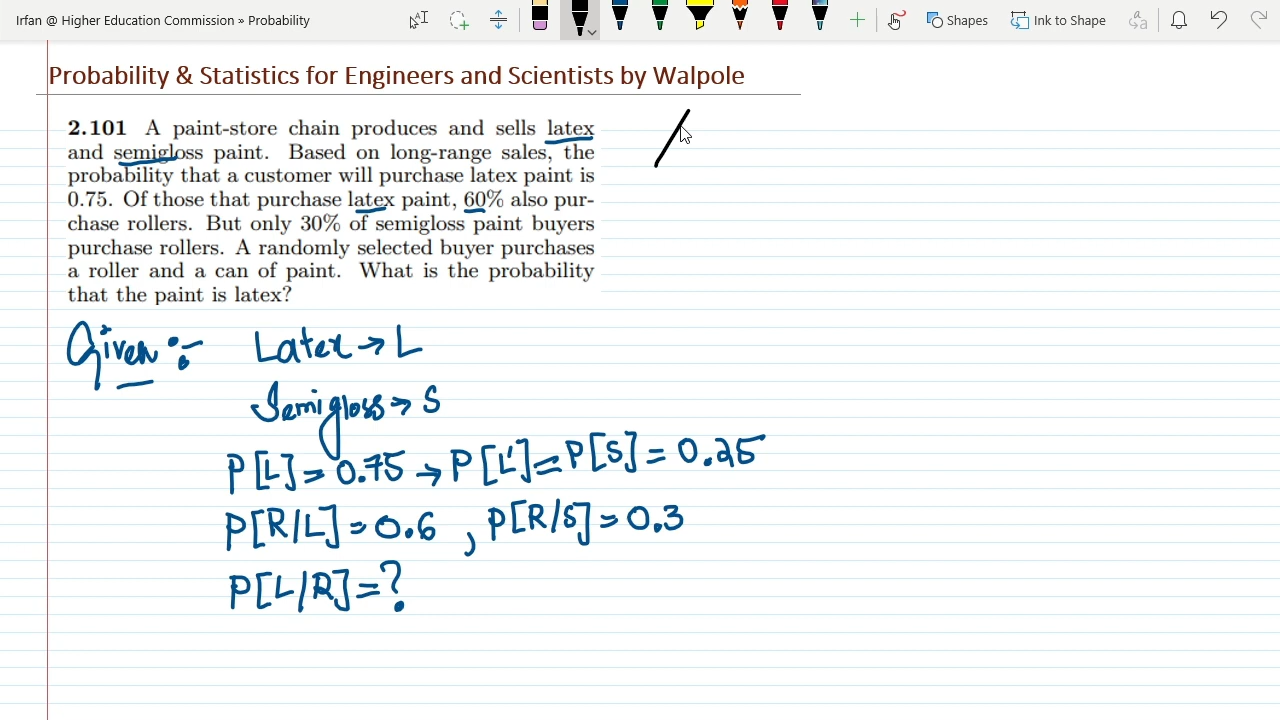 Irfan @ Higher Education Commission » Probability
Shapes
Ink to Shape
Probability & Statistics for Engineers and Scientists by Walpole
2.101 A paint-store chain produces and sells latex
and semigloss paint. Based on long-range sales, the
probability that a customer will purchase latex paint is
0.75. Of those that purchase latex paint, 60% also pur-
chase rollers. But only 30% of semigloss paint buyers
purchase rollers. A randomly selected buyer purchases
a roller and a can of paint. What is the probability
that the paint is latex?
Given :- Latex → L
Semigloss → S
P[L] = 0.75 → P[L'] = P[S] = 0.25
P[R/L] = 0.6 , P[R/S] = 0.3
P[L/R] = ?